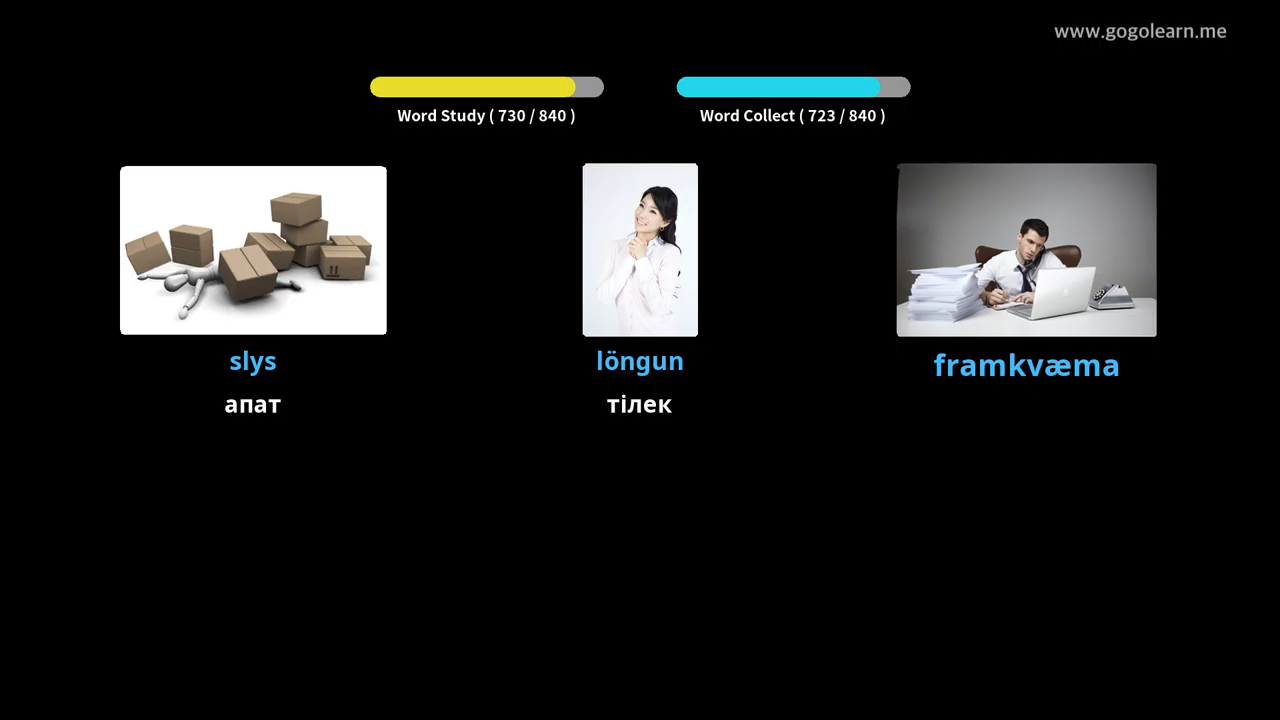 www.gogolearn.me
Word Study ( 730 / 840 )
Word Collect ( 723 / 840 )
slys
löngun
framkvæma
апат
тілек